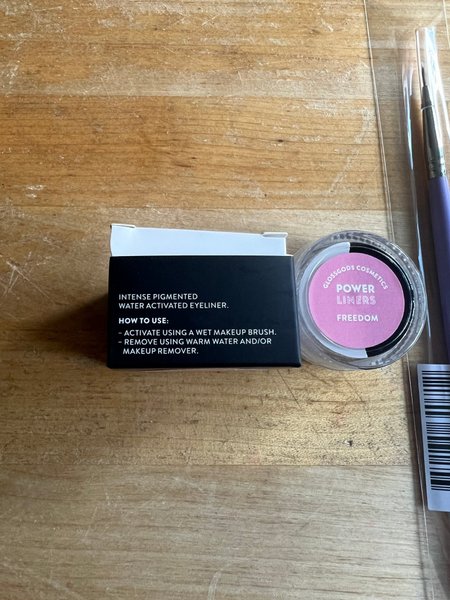 INTENSE PIGMENTED
WATER ACTIVATED EYELINER.
HOW TO USE:
- ACTIVATE USING A WET MAKEUP BRUSH.
- REMOVE USING WARM WATER AND/OR
MAKEUP REMOVER.
GLOSSGODS COSMETICS
POWER
LINERS
FREEDOM